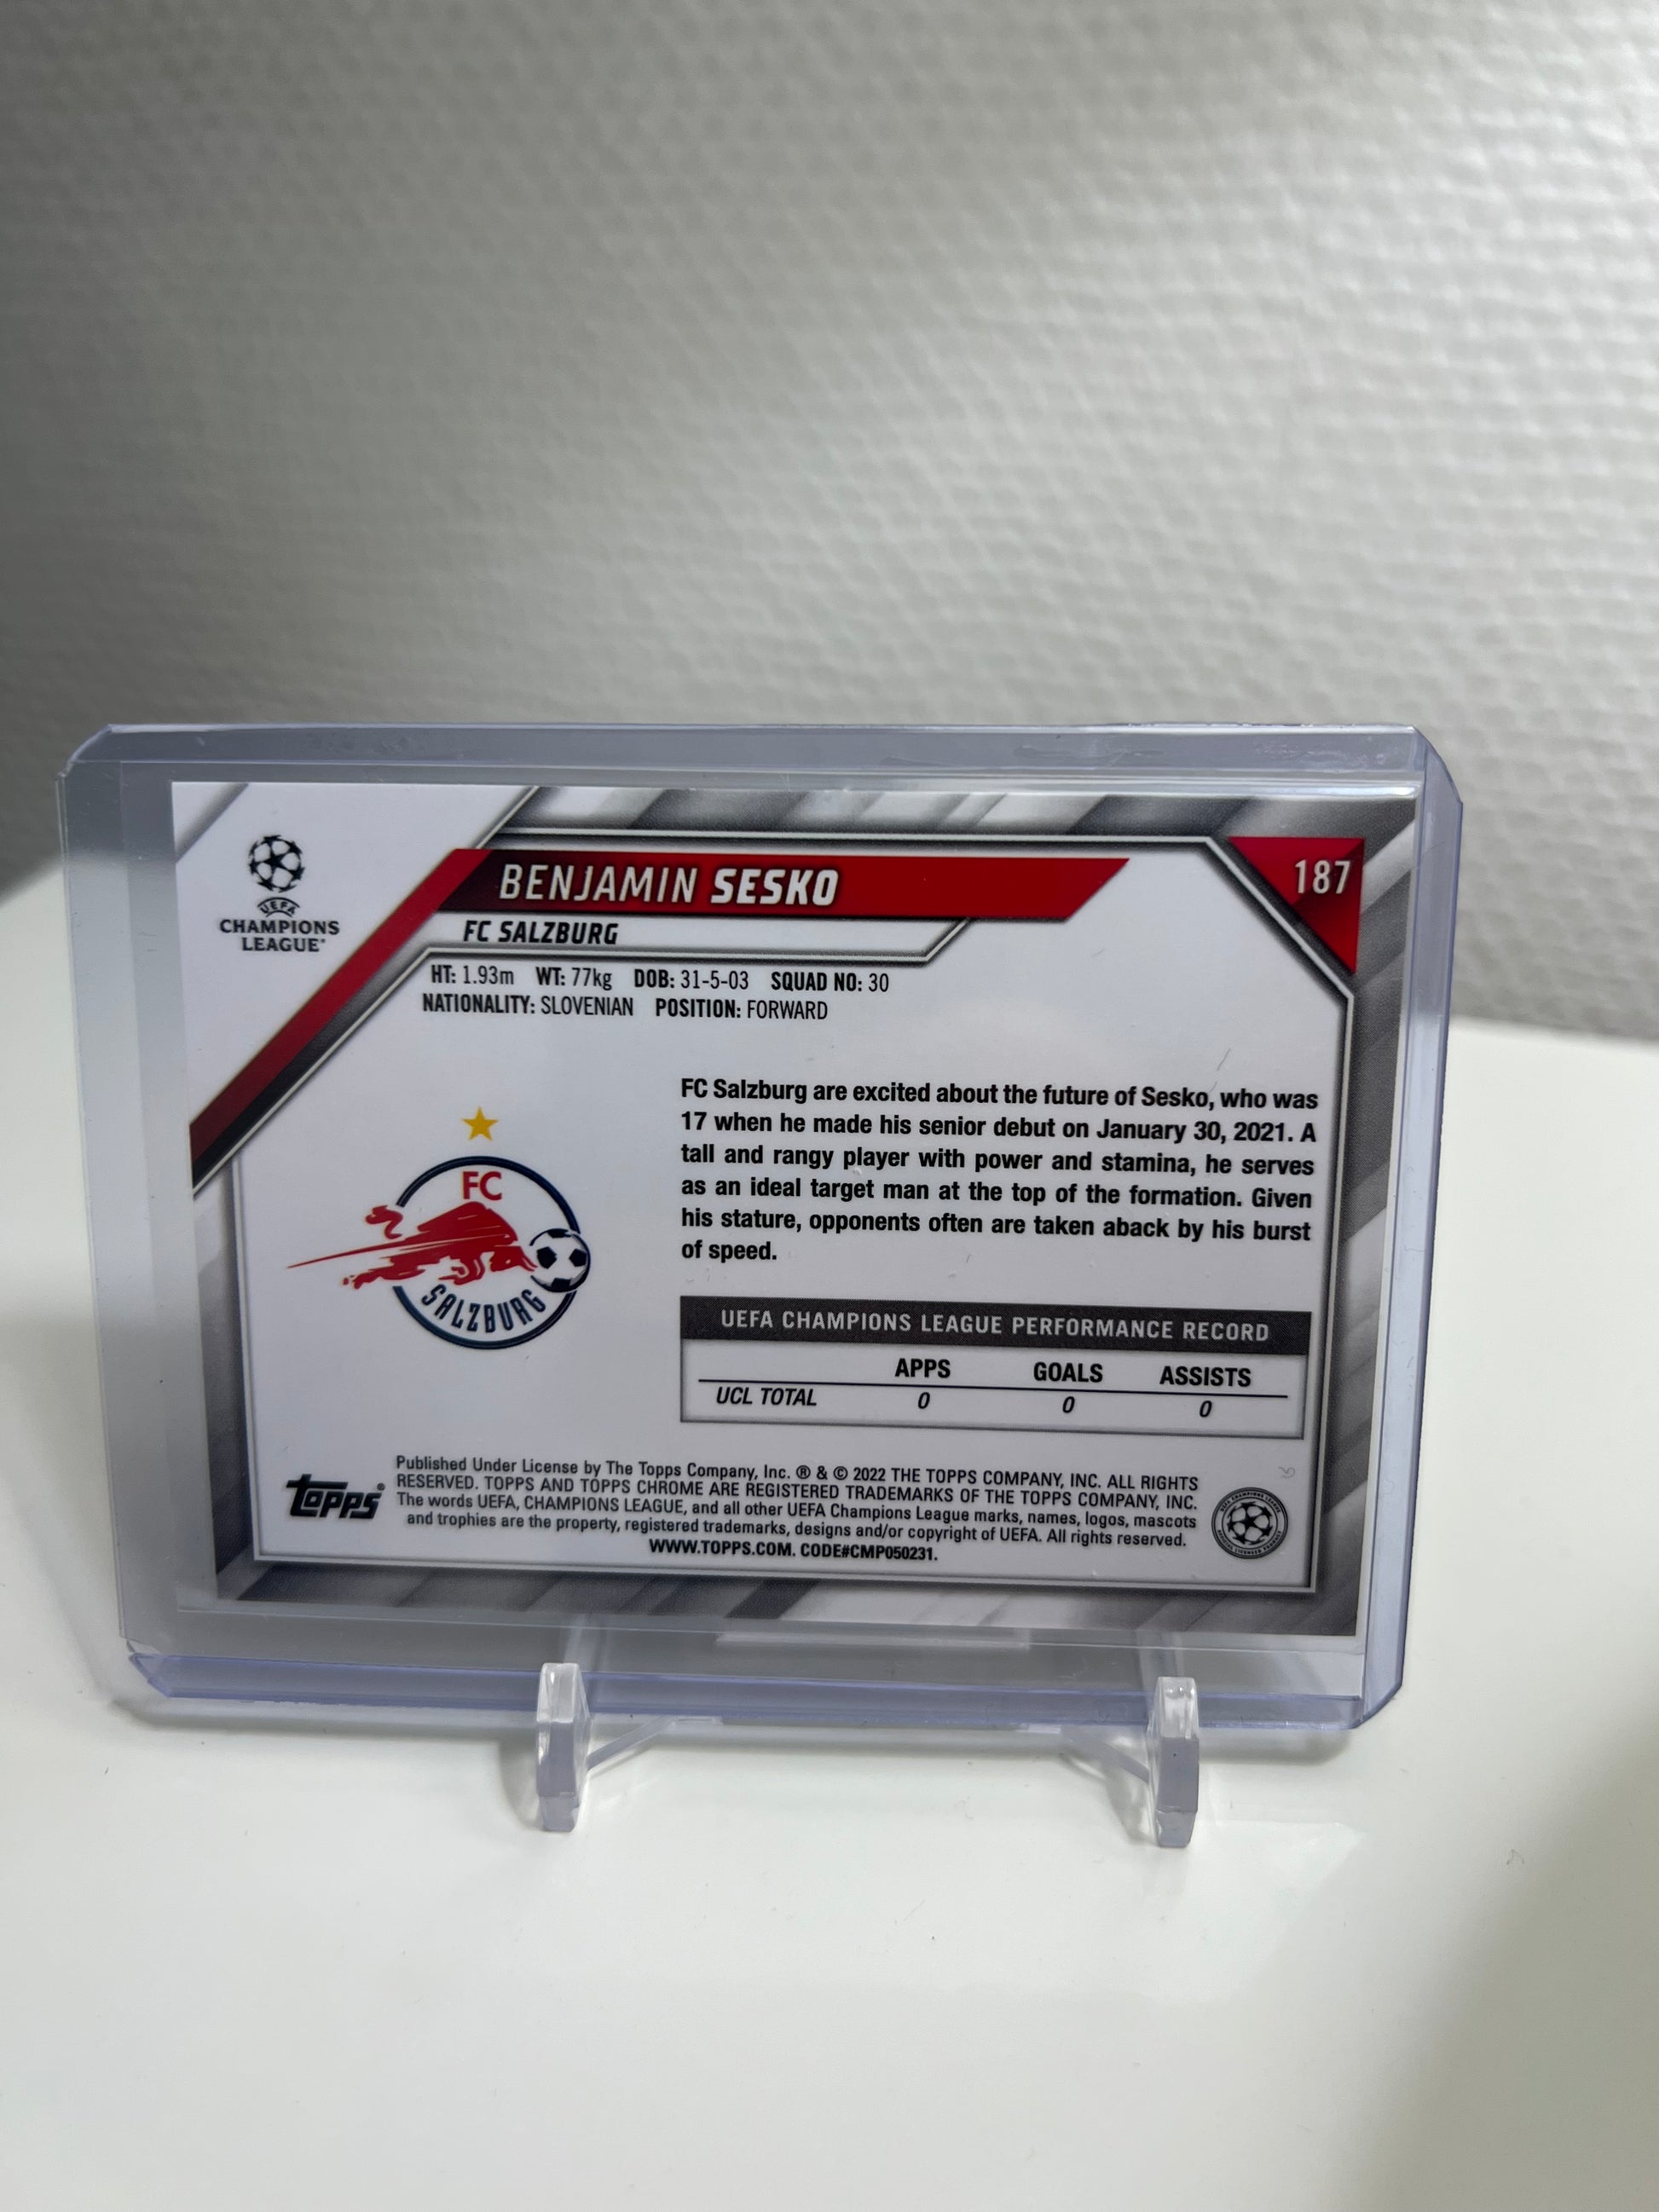 UEFA
CHAMPIONS
LEAGUE®
BENJAMIN SESKO
187
FC SALZBURG
HT: 1.93m WT: 77kg DOB: 31-5-03 SQUAD NO: 30
NATIONALITY: SLOVENIAN POSITION: FORWARD
FC
SALZBURG
FC Salzburg are excited about the future of Sesko, who was
17 when he made his senior debut on January 30, 2021. A
tall and rangy player with power and stamina, he serves
as an ideal target man at the top of the formation. Given
his stature, opponents often are taken aback by his burst
of speed.
UEFA CHAMPIONS LEAGUE PERFORMANCE RECORD
APPS GOALS ASSISTS
UCL TOTAL 0 0 0
topps®
Published Under License by The Topps Company, Inc. ® & © 2022 THE TOPPS COMPANY, INC. ALL RIGHTS
RESERVED. TOPPS AND TOPPS CHROME ARE REGISTERED TRADEMARKS OF THE TOPPS COMPANY, INC.
The words UEFA, CHAMPIONS LEAGUE, and all other UEFA Champions League marks, names, logos, mascots
and trophies are the property, registered trademarks, designs and/or copyright of UEFA. All rights reserved.
WWW.TOPPS.COM. CODE#CMP050231.